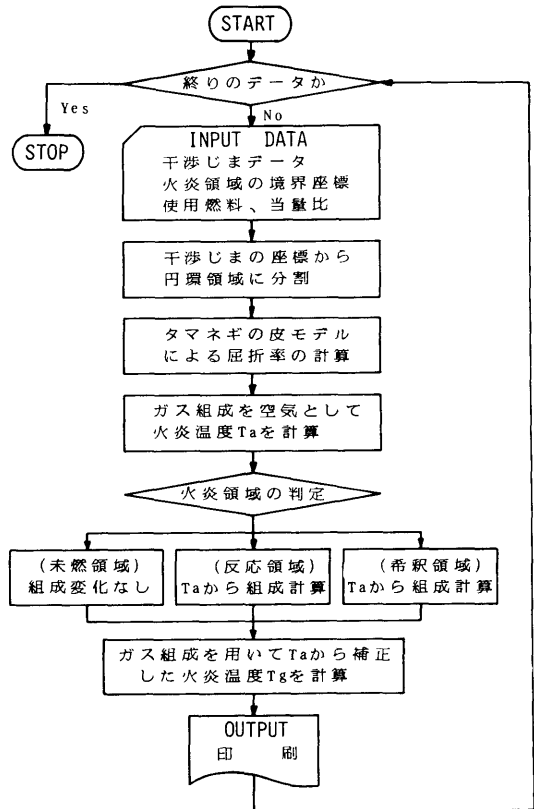 START
終りのデータか
Yes
No
STOP
INPUT DATA
干渉じまデータ
火炎領域の境界座標
使用燃料、当量比
干渉じまの座標から
円環領域に分割
タマネギの皮モデル
による屈折率の計算
ガス組成を空気として
火炎温度Taを計算
火炎領域の判定
(未燃領域)
組成変化なし
(反応領域)
Taから組成計算
(希釈領域)
Taから組成計算
ガス組成を用いてTaから補正
した火炎温度Tgを計算
OUTPUT
印 刷